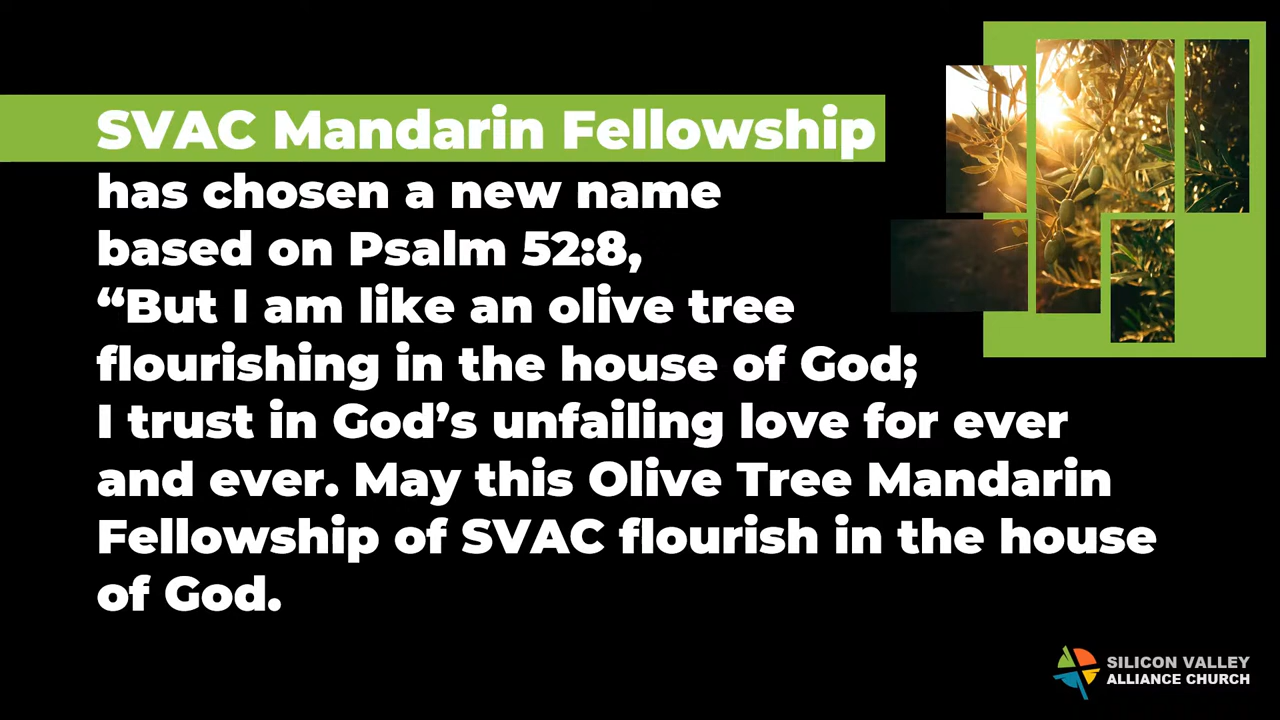 SVAC Mandarin Fellowship
has chosen a new name
based on Psalm 52:8,
“But I am like an olive tree
flourishing in the house of God;
I trust in God’s unfailing love for ever
and ever. May this Olive Tree Mandarin
Fellowship of SVAC flourish in the house
of God.
SILICON VALLEY
ALLIANCE CHURCH